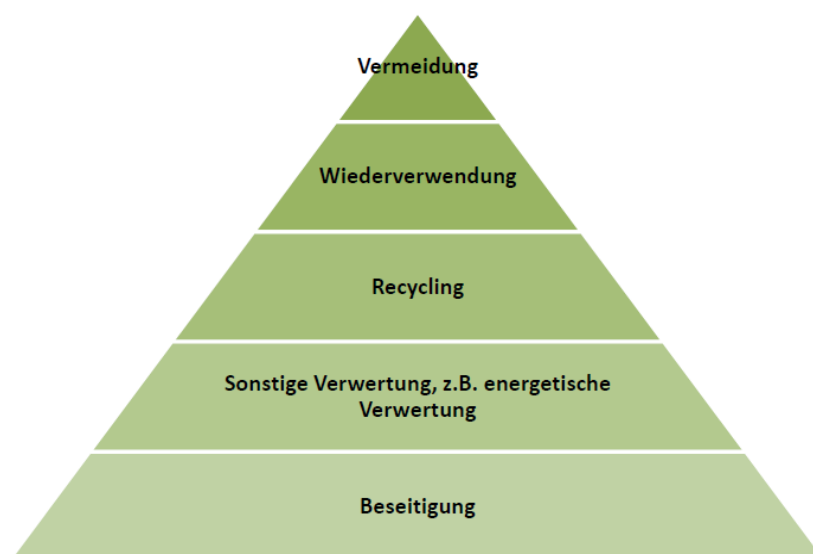 Vermeidung
Wiederverwendung
Recycling
Sonstige Verwertung, z.B. energetische
Verwertung
Beseitigung